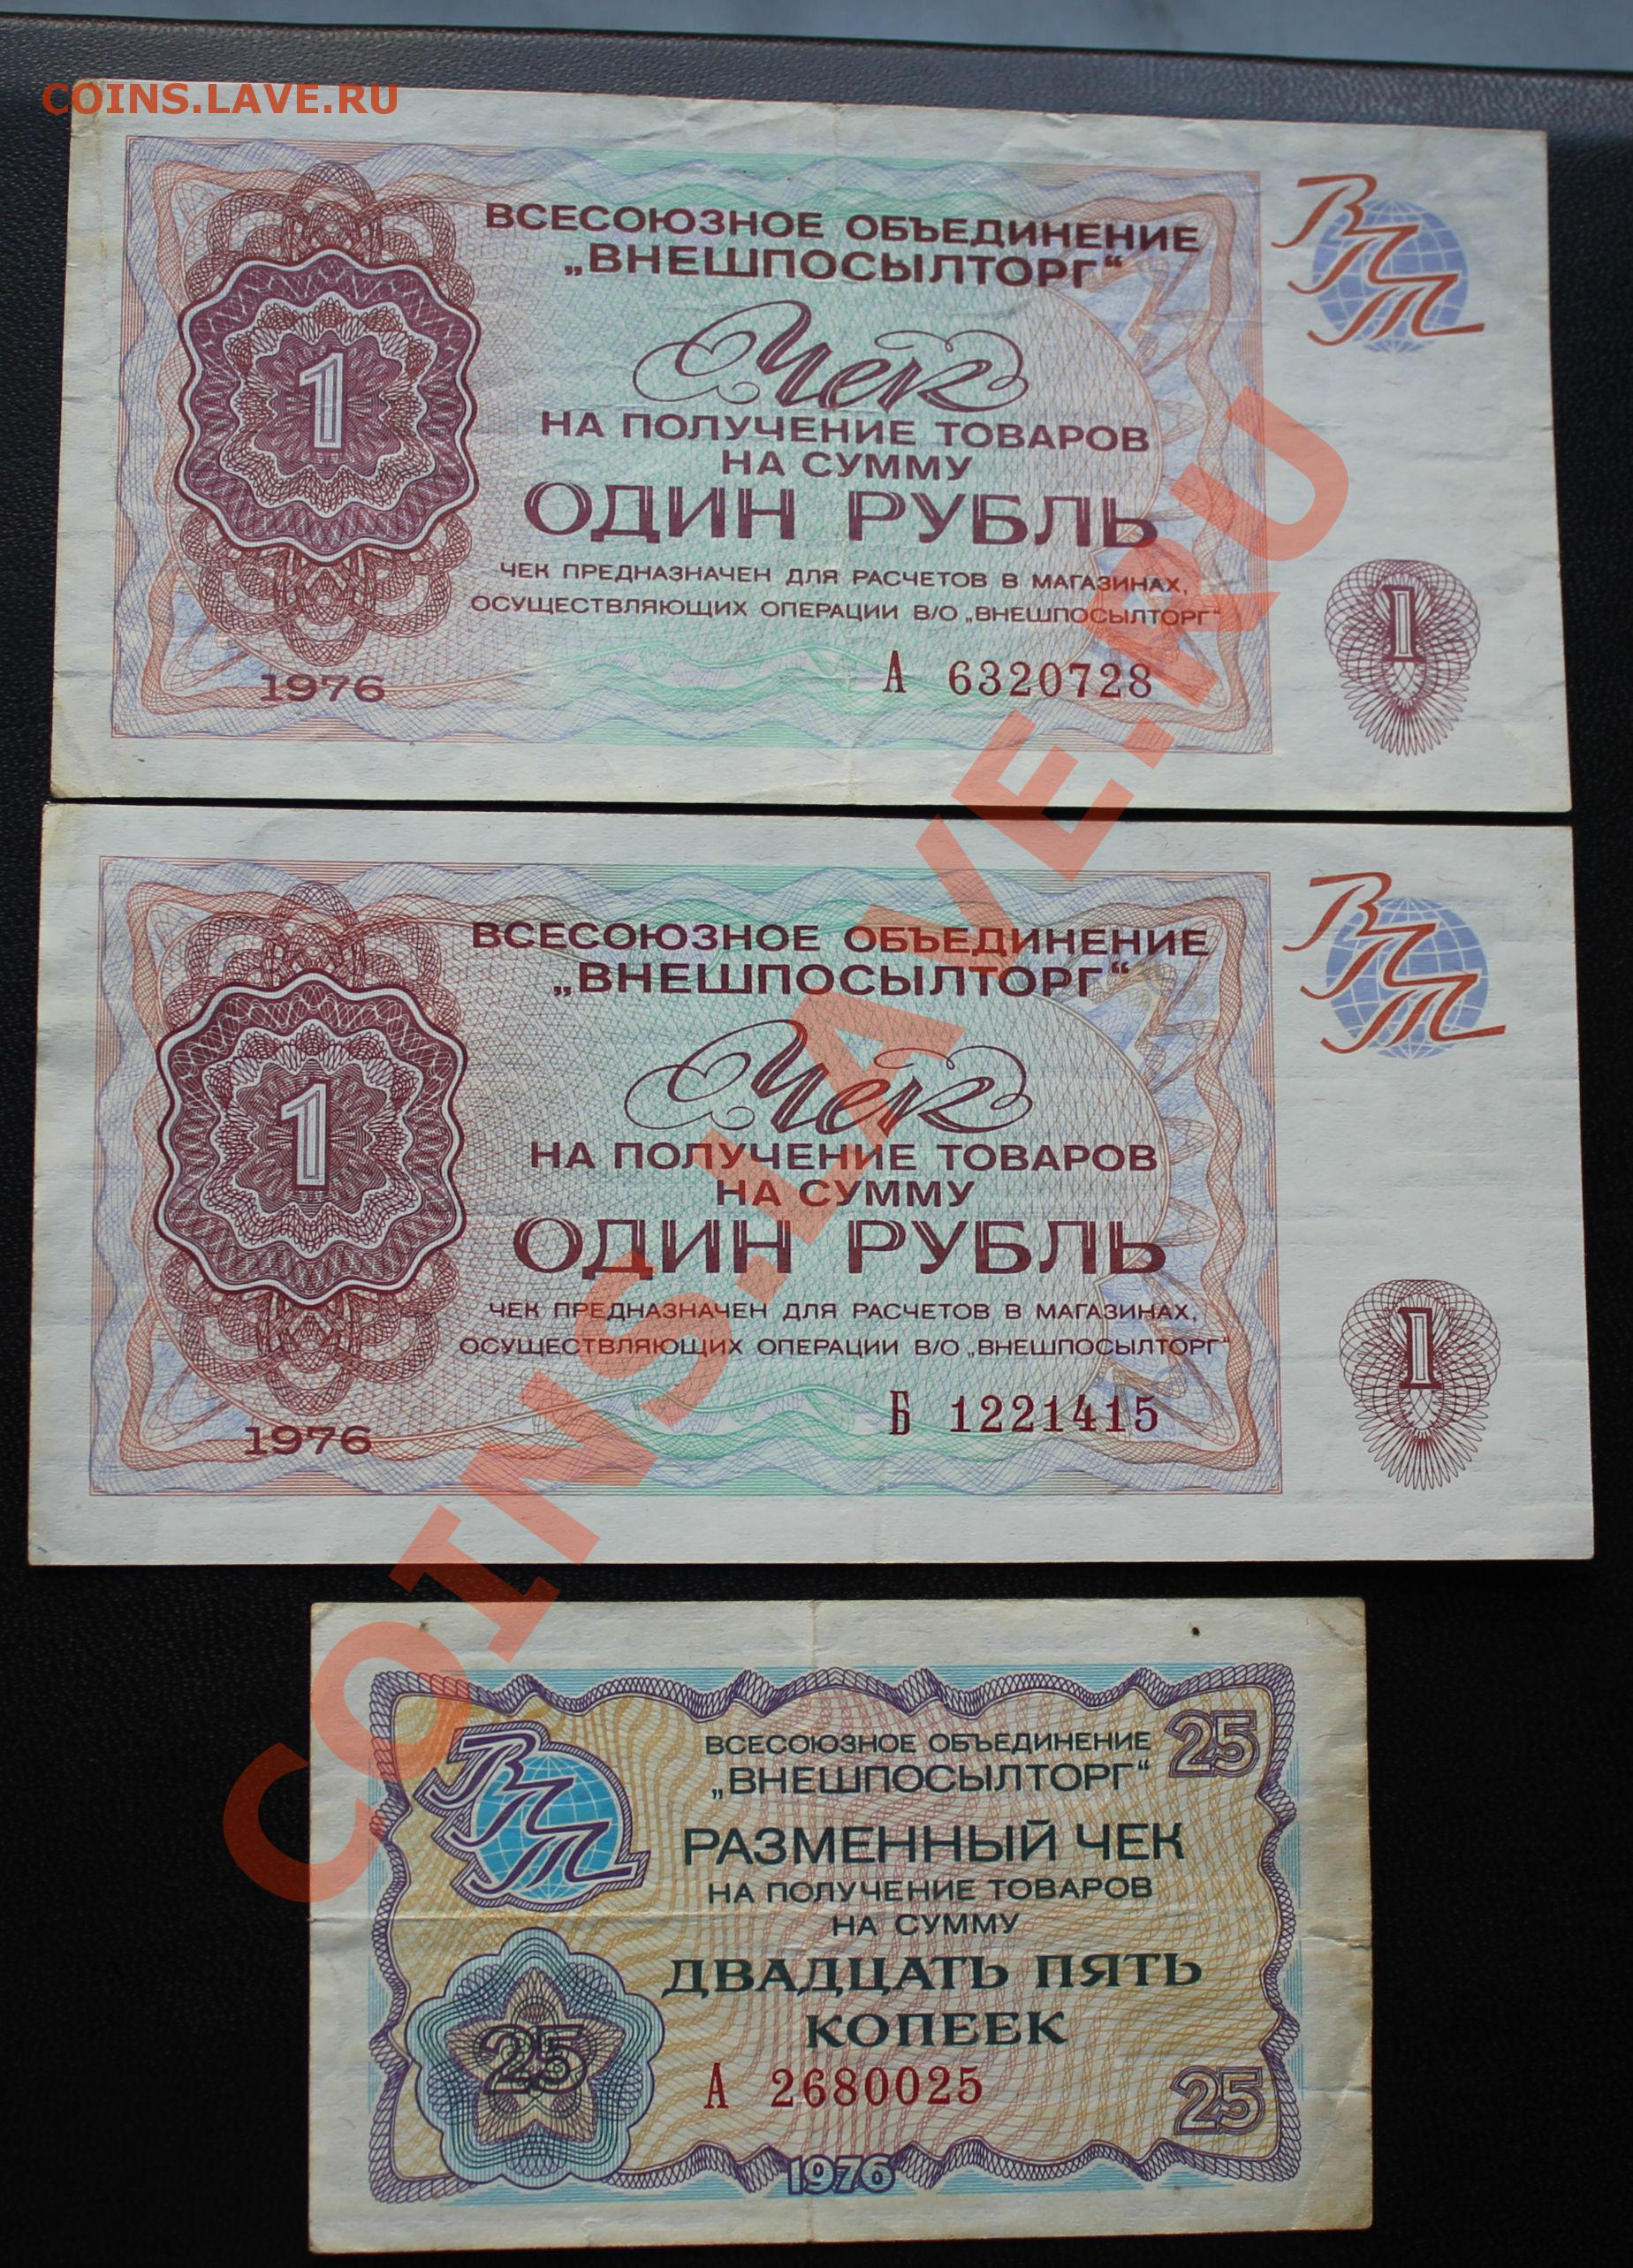 COINS.LAVE.RU
ВСЕСОЮЗНОЕ ОБЪЕДИНЕНИЕ
„ВНЕШПОСЫЛТОРГ“
ВПТ
Чек
1
НА ПОЛУЧЕНИЕ ТОВАРОВ
НА СУММУ
ОДИН РУБЛЬ
ЧЕК ПРЕДНАЗНАЧЕН ДЛЯ РАСЧЕТОВ В МАГАЗИНАХ,
ОСУЩЕСТВЛЯЮЩИХ ОПЕРАЦИИ В/О „ВНЕШПОСЫЛТОРГ“
1
1976
А 6320728
ВСЕСОЮЗНОЕ ОБЪЕДИНЕНИЕ
„ВНЕШПОСЫЛТОРГ“
ВПТ
Чек
1
НА ПОЛУЧЕНИЕ ТОВАРОВ
НА СУММУ
ОДИН РУБЛЬ
ЧЕК ПРЕДНАЗНАЧЕН ДЛЯ РАСЧЕТОВ В МАГАЗИНАХ,
ОСУЩЕСТВЛЯЮЩИХ ОПЕРАЦИИ В/О „ВНЕШПОСЫЛТОРГ“
1
1976
Б 1221415
COINS.LAVE.RU
ВПТ
ВСЕСОЮЗНОЕ ОБЪЕДИНЕНИЕ
„ВНЕШПОСЫЛТОРГ“
25
РАЗМЕННЫЙ ЧЕК
НА ПОЛУЧЕНИЕ ТОВАРОВ
НА СУММУ
ДВАДЦАТЬ ПЯТЬ
КОПЕЕК
25
А 2680025
25
1976